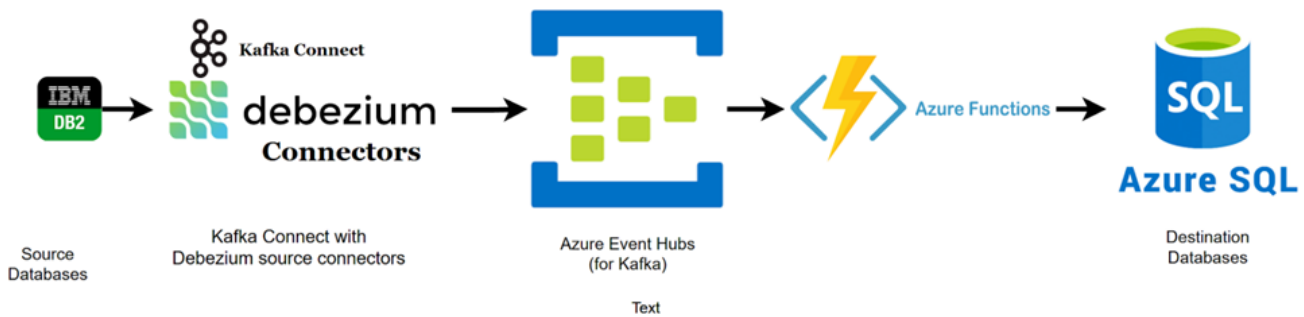 Kafka Connect
IBM
DB2
debezium
Connectors
Azure Functions
SQL
Azure SQL
Source
Databases
Kafka Connect with
Debezium source connectors
Azure Event Hubs
(for Kafka)
Destination
Databases
Text